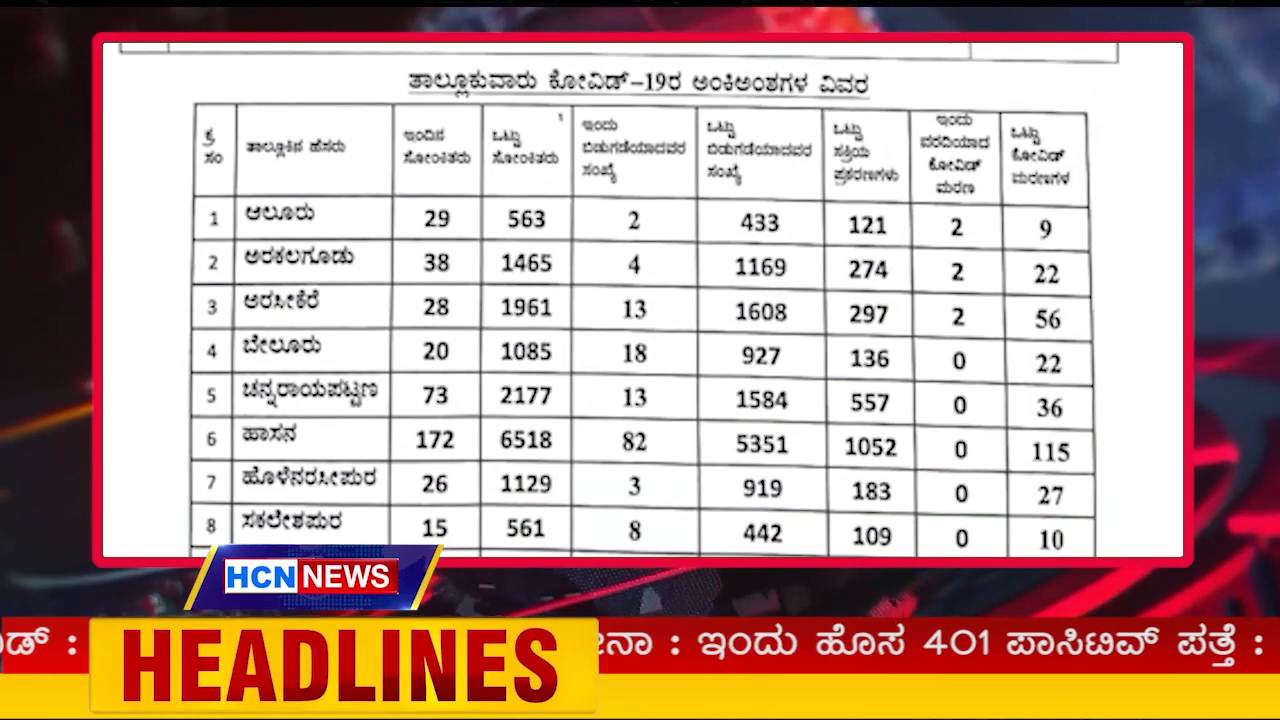 ತಾಲ್ಲೂಕುವಾರು ಕೋವಿಡ್-19ರ ಅಂಕಿಅಂಶಗಳ ವಿವರ
ಕ್ರ ಸಂ ತಾಲ್ಲೂಕಿನ ಹೆಸರು ಇಂದಿನ ಸೋಂಕಿತರು ಒಟ್ಟು ಸೋಂಕಿತರು ಇಂದು ಬಿಡುಗಡೆಯಾದವರ ಸಂಖ್ಯೆ ಒಟ್ಟು ಬಿಡುಗಡೆಯಾದವರ ಸಂಖ್ಯೆ ಒಟ್ಟು ಸಕ್ರಿಯ ಪ್ರಕರಣಗಳು ಇಂದು ವರದಿಯಾದ ಕೋವಿಡ್ ಮರಣ ಒಟ್ಟು ಕೋವಿಡ್ ಮರಣಗಳ
1 ಆಲೂರು 29 563 2 433 121 2 9
2 ಅರಕಲಗೂಡು 38 1465 4 1169 274 2 22
3 ಅರಸೀಕೆರೆ 28 1961 13 1608 297 2 56
4 ಬೇಲೂರು 20 1085 18 927 136 0 22
5 ಚನ್ನರಾಯಪಟ್ಟಣ 73 2177 13 1584 557 0 36
6 ಹಾಸನ 172 6518 82 5351 1052 0 115
7 ಹೊಳೆನರಸೀಪುರ 26 1129 3 919 183 0 27
8 ಸಕಲೇಶಪುರ 15 561 8 442 109 0 10
HCN NEWS
: ಇಂದು ಹೊಸ 401 ಪಾಸಿಟಿವ್ ಪತ್ತೆ :
HEADLINES